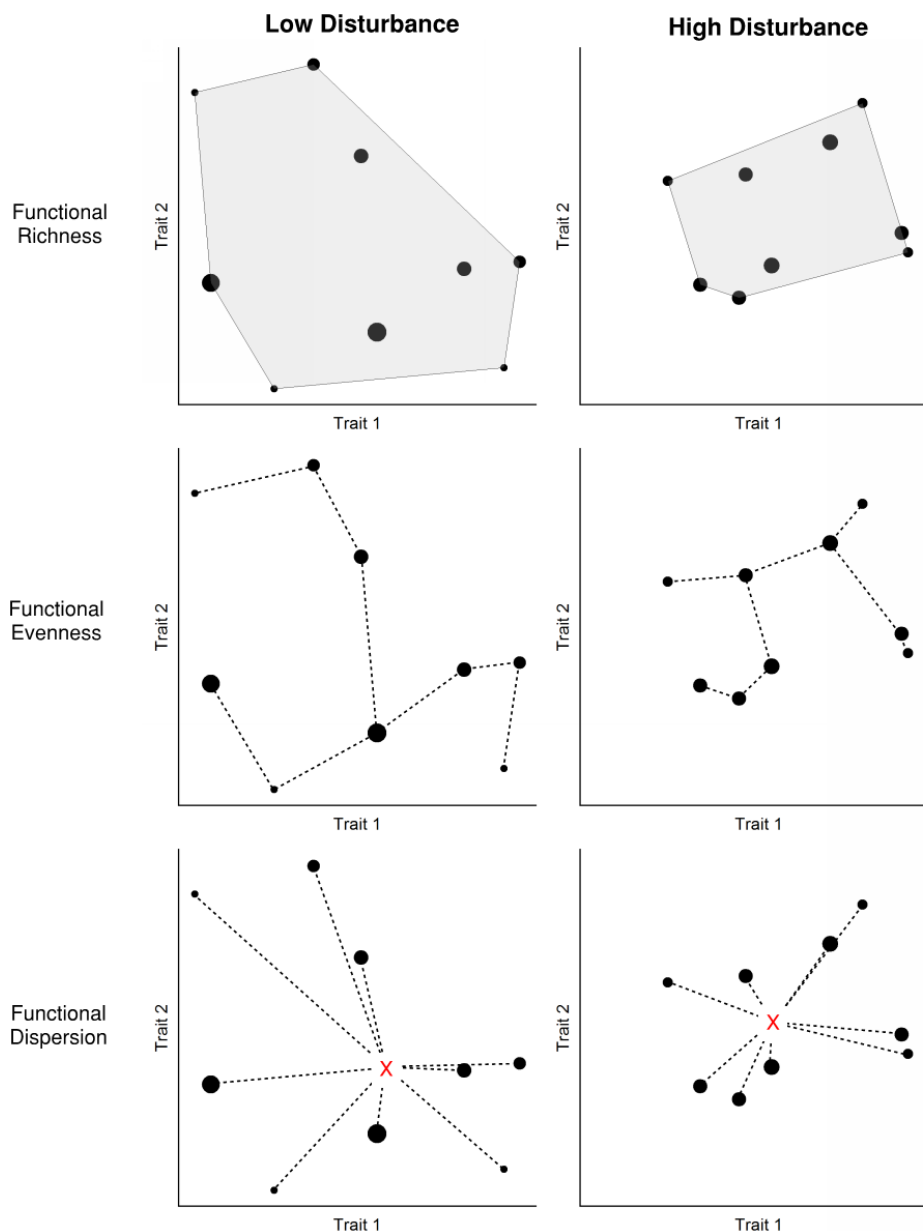 Low Disturbance
High Disturbance
Functional
Richness
Trait 2
Trait 1
Trait 2
Trait 1
Functional
Evenness
Trait 2
Trait 1
Trait 2
Trait 1
Functional
Dispersion
Trait 2
X
Trait 1
Trait 2
X
Trait 1